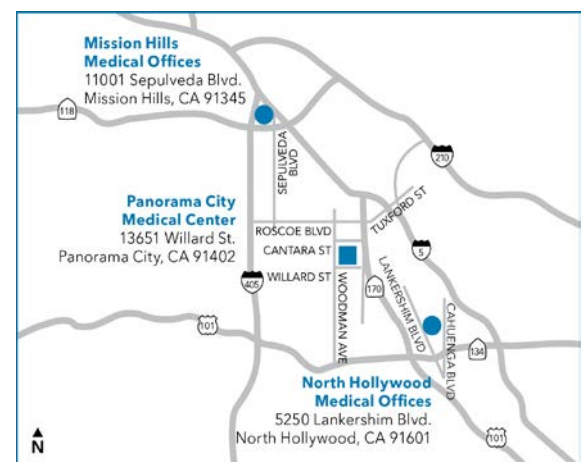 Mission Hills
Medical Offices
11001 Sepulveda Blvd.
Mission Hills, CA 91345
118
SEPULVEDA
BLVD
210
Panorama City
Medical Center
13651 Willard St.
Panorama City, CA 91402
ROSCOE BLVD
TUXFORD ST
CANTARA ST
5
WILLARD ST
405
170
WOODMAN AVE
LANKERSHIM BLVD
CAHUENGA BLVD
101
134
North Hollywood
Medical Offices
5250 Lankershim Blvd.
North Hollywood, CA 91601
101
N